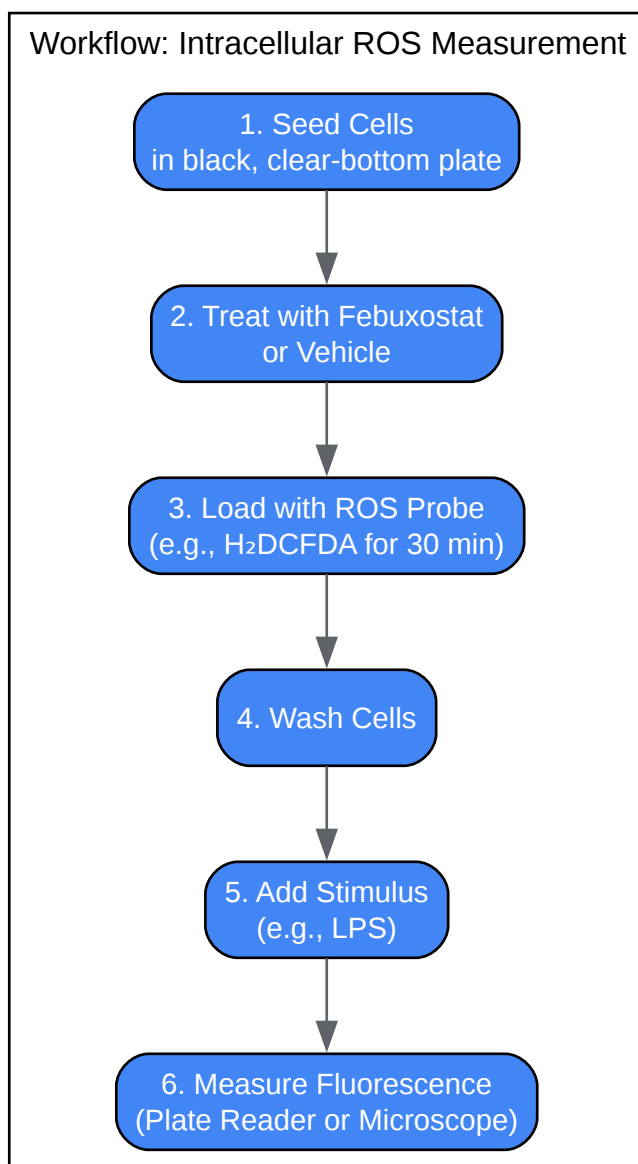 Workflow: Intracellular ROS Measurement
1. Seed Cells
in black, clear-bottom plate
2. Treat with Febuxostat
or Vehicle
3. Load with ROS Probe
(e.g., H₂DCFDA for 30 min)
4. Wash Cells
5. Add Stimulus
(e.g., LPS)
6. Measure Fluorescence
(Plate Reader or Microscope)